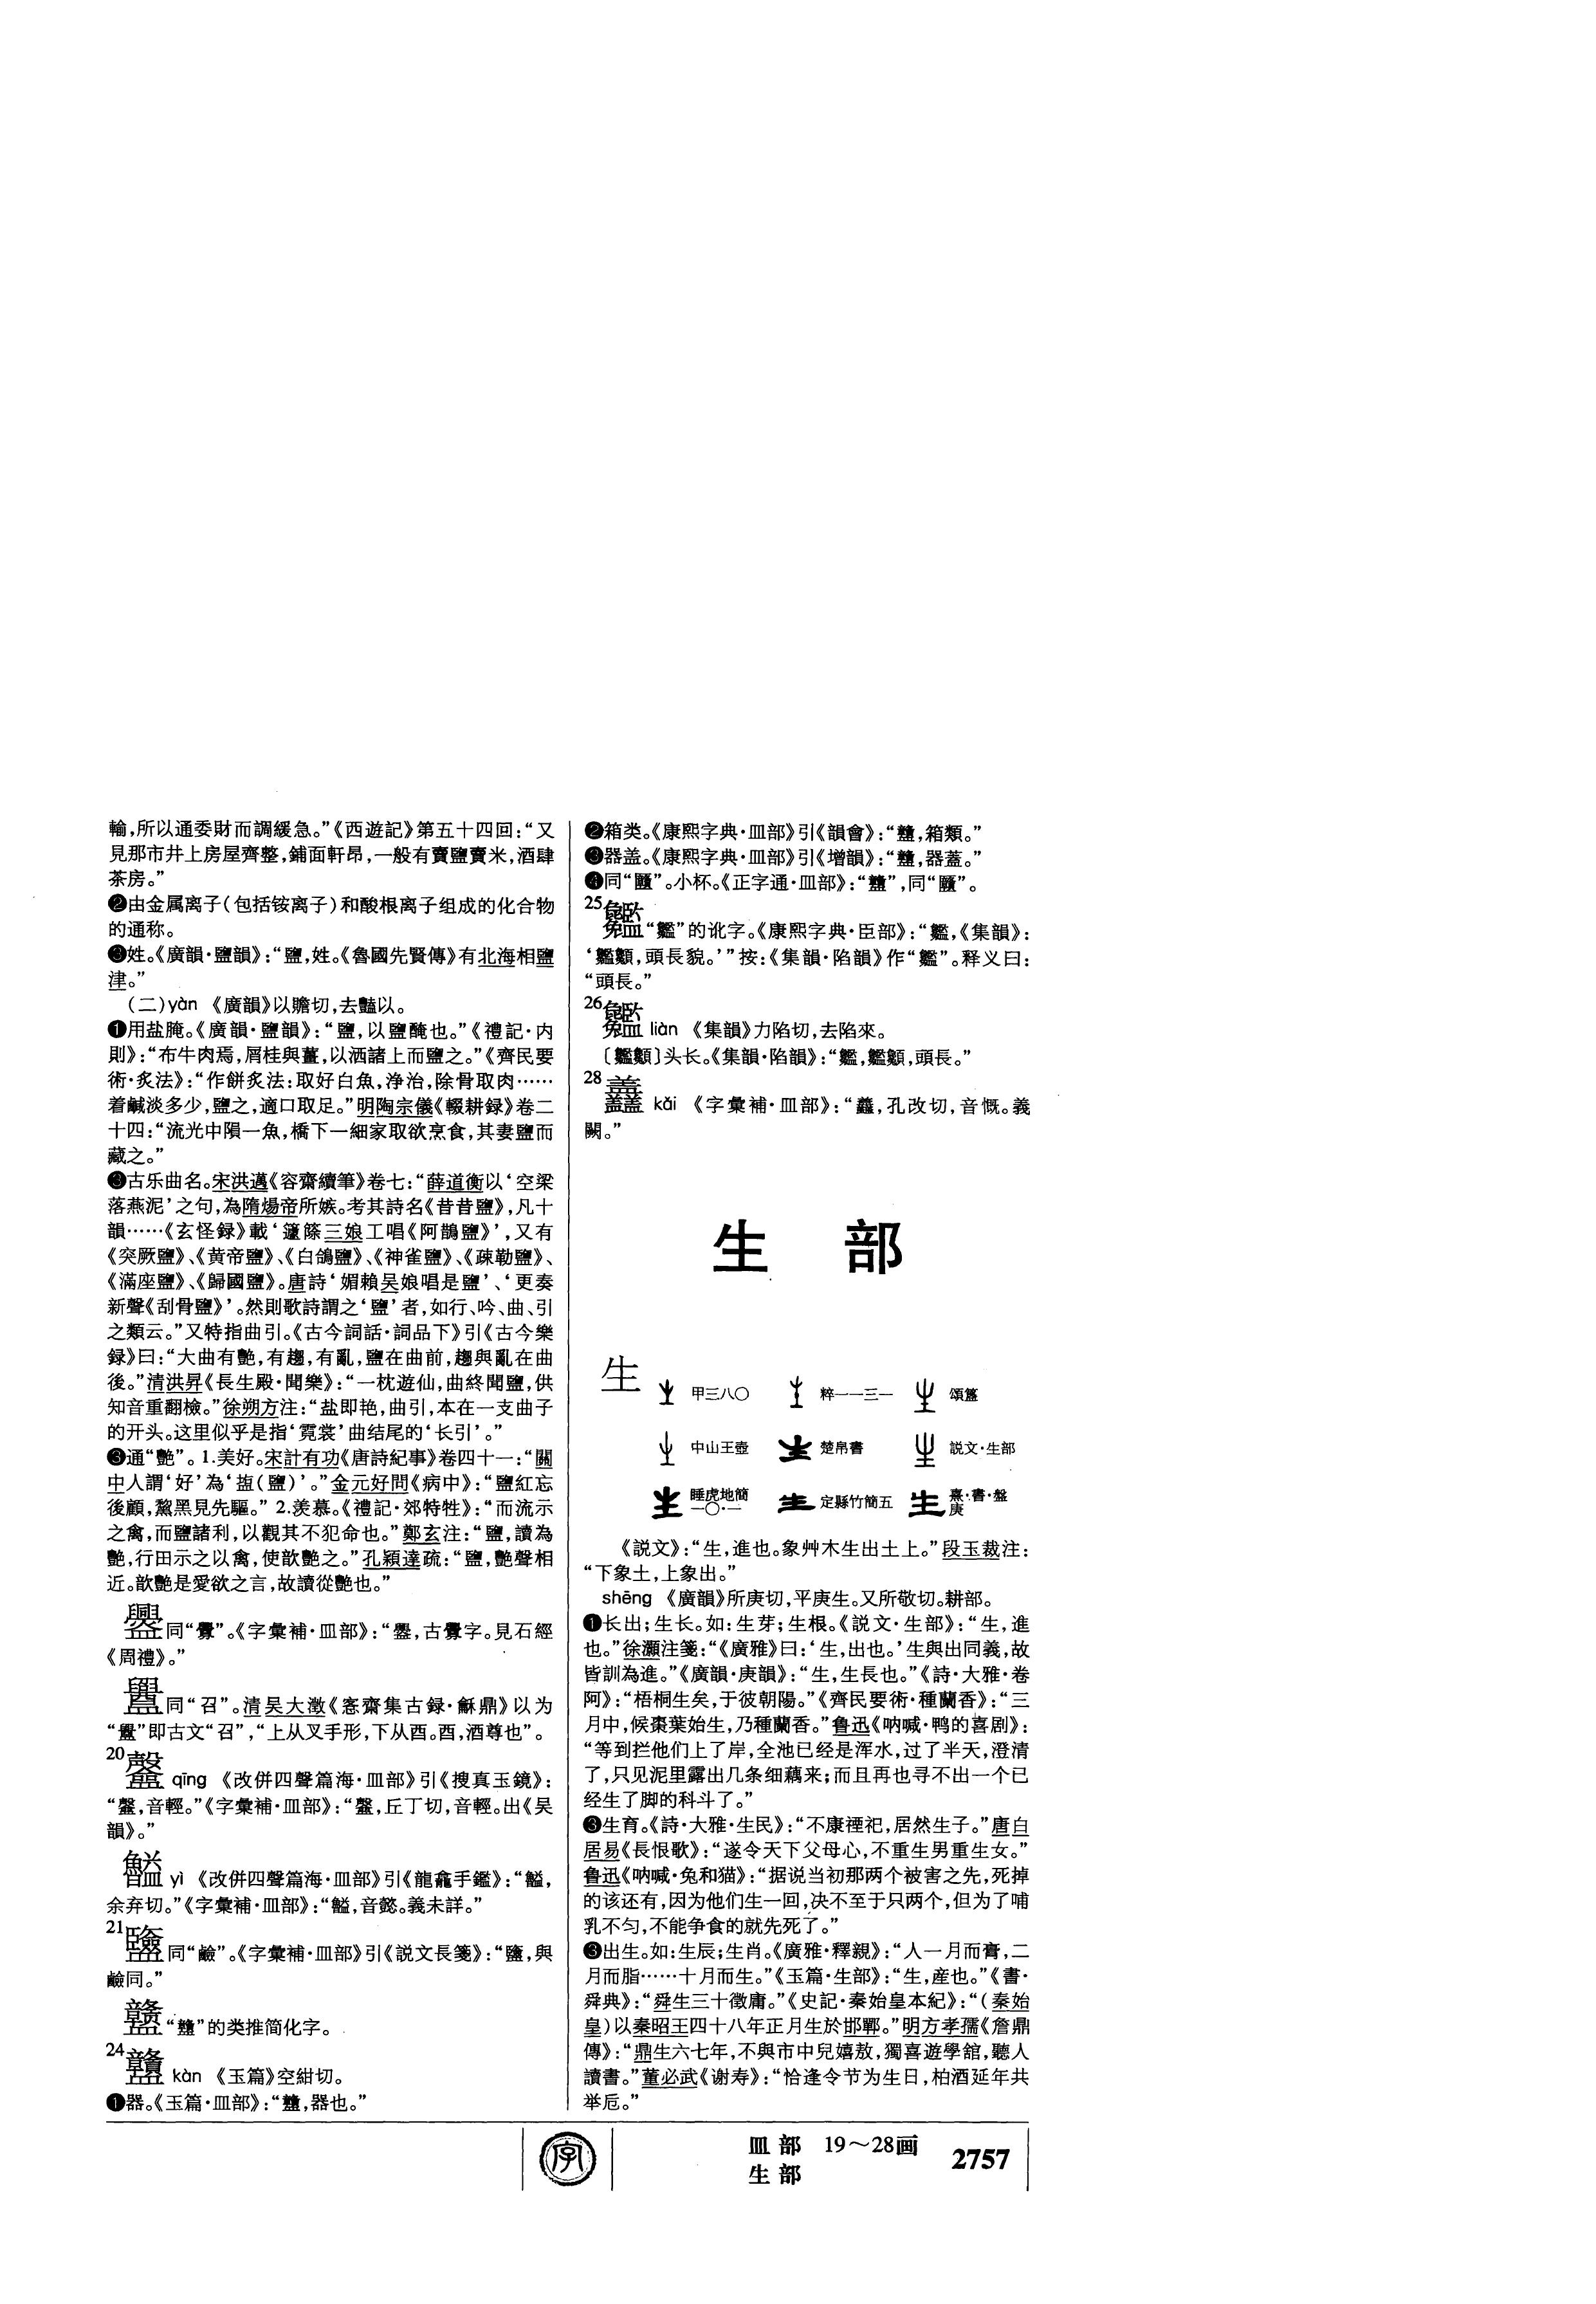 輸,所以通委財而調緩急。”《西遊記》第五十四回:“又
見那市井上房屋齊整,鋪面軒昂,一般有賣鹽賣米,酒肆
茶房。”
❷由金属离子(包括铵离子)和酸根离子组成的化合物
的通称。
❸姓。《廣韻·鹽韻》:“鹽,姓。《魯國先賢傳》有北海相鹽
津。”
(二)yàn 《廣韻》以贍切,去豔以。
❶用盐腌。《廣韻·鹽韻》:“鹽,以鹽醃也。”《禮記·内
則》:“布牛肉焉,屑桂與薑,以洒諸上而鹽之。”《齊民要
術·炙法》:“作餅炙法:取好白魚,浄治,除骨取肉……
着鹹淡多少,鹽之,適口取足。”明陶宗儀《輟耕録》卷二
十四:“流光中隕一魚,橋下一細家取欲烹食,其妻鹽而
藏之。”
❸古乐曲名。宋洪邁《容齋續筆》卷七:“薛道衡以‘空梁
落燕泥’之句,為隋煬帝所嫉。考其詩名《昔昔鹽》,凡十
韻……《玄怪録》載‘籧篨三娘工唱《阿鵲鹽》’,又有
《突厥鹽》、《黄帝鹽》、《白鴿鹽》、《神雀鹽》、《疎勒鹽》、
《滿座鹽》、《歸國鹽》。唐詩‘媚賴吴娘唱是鹽’、‘更奏
新聲《刮骨鹽》’。然則歌詩謂之‘鹽’者,如行、吟、曲、引
之類云。”又特指曲引。《古今詞話·詞品下》引《古今樂
録》曰:“大曲有艷,有趨,有亂,鹽在曲前,趨與亂在曲
後。”清洪昇《長生殿·聞樂》:“一枕遊仙,曲終聞鹽,供
知音重翻檢。”徐朔方注:“盐即艳,曲引,本在一支曲子
的开头。这里似乎是指‘霓裳’曲结尾的‘长引’。”
❸通“艷”。1.美好。宋計有功《唐詩紀事》卷四十一:“關
中人謂‘好’為‘塩(鹽)’。”金元好問《病中》:“鹽紅忘
後顧,黧黑見先驅。” 2.羡慕。《禮記·郊特牲》:“而流示
之禽,而鹽諸利,以觀其不犯命也。”鄭玄注:“鹽,讀為
艷,行田示之以禽,使歆艷之。”孔穎達疏:“鹽,艷聲相
近。歆艷是愛欲之言,故讀從艷也。”
同“釁”。《字彙補·皿部》:“,古釁字。見石經
《周禮》。”
同“召”。清吴大澂《愙齋集古録·龢鼎》以为
“”即古文“召”,“上从叉手形,下从酉。酉,酒尊也”。
20 qīng 《改併四聲篇海·皿部》引《搜真玉鏡》:
“,音輕。”《字彙補·皿部》:“,丘丁切,音輕。出《吴
韻》。”
yì 《改併四聲篇海·皿部》引《龍龕手鑑》:“,
余弃切。”《字彙補·皿部》:“,音懿。義未詳。”
21 同“鹼”。《字彙補·皿部》引《説文長箋》:“,與
鹼同。”
“”的类推简化字。
24 kàn 《玉篇》空紺切。
❶器。《玉篇·皿部》:“,器也。”
❷箱类。《康熙字典·皿部》引《韻會》:“,箱類。”
❸器盖。《康熙字典·皿部》引《增韻》:“,器蓋。”
❹同“”。小杯。《正字通·皿部》:“”,同“”。
25 “”的讹字。《康熙字典·臣部》:“,《集韻》:
‘,頭長貌。’”按:《集韻·陷韻》作“”。释义曰:
“頭長。”
26 liàn 《集韻》力陷切,去陷來。
〔〕头长。《集韻·陷韻》:“,,頭長。”
28 kǎi 《字彙補·皿部》:“,孔改切,音慨。義
闕。”
生 部
生 甲三八〇 粹一一三一 頌簋
中山王壺 楚帛書 説文·生部
睡虎地簡一〇·一 定縣竹簡五 熹·書·盤庚
《説文》:“生,進也。象艸木生出土上。”段玉裁注:
“下象土,上象出。”
shēng 《廣韻》所庚切,平庚生。又所敬切。耕部。
❶长出;生长。如:生芽;生根。《説文·生部》:“生,進
也。”徐灝注箋:“《廣雅》曰:‘生,出也。’生與出同義,故
皆訓為進。”《廣韻·庚韻》:“生,生長也。”《詩·大雅·卷
阿》:“梧桐生矣,于彼朝陽。”《齊民要術·種蘭香》:“三
月中,候棗葉始生,乃種蘭香。”鲁迅《呐喊·鸭的喜剧》:
“等到拦他们上了岸,全池已经是浑水,过了半天,澄清
了,只见泥里露出几条细藕来;而且再也寻不出一个已
经生了脚的科斗了。”
❸生育。《詩·大雅·生民》:“不康禋祀,居然生子。”唐白
居易《長恨歌》:“遂令天下父母心,不重生男重生女。”
鲁迅《呐喊·兔和猫》:“据说当初那两个被害之先,死掉
的该还有,因为他们生一回,决不至于只两个,但为了哺
乳不匀,不能争食的就先死了。”
❸出生。如:生辰;生肖。《廣雅·釋親》:“人一月而膏,二
月而脂……十月而生。”《玉篇·生部》:“生,産也。”《書·
舜典》:“舜生三十徵庸。”《史記·秦始皇本紀》:“(秦始
皇)以秦昭王四十八年正月生於邯鄲。”明方孝孺《詹鼎
傳》:“鼎生六七年,不與市中兒嬉敖,獨喜遊學舘,聽人
讀書。”董必武《谢寿》:“恰逢令节为生日,柏酒延年共
举卮。”
字
皿部 19～28画
生部
2757